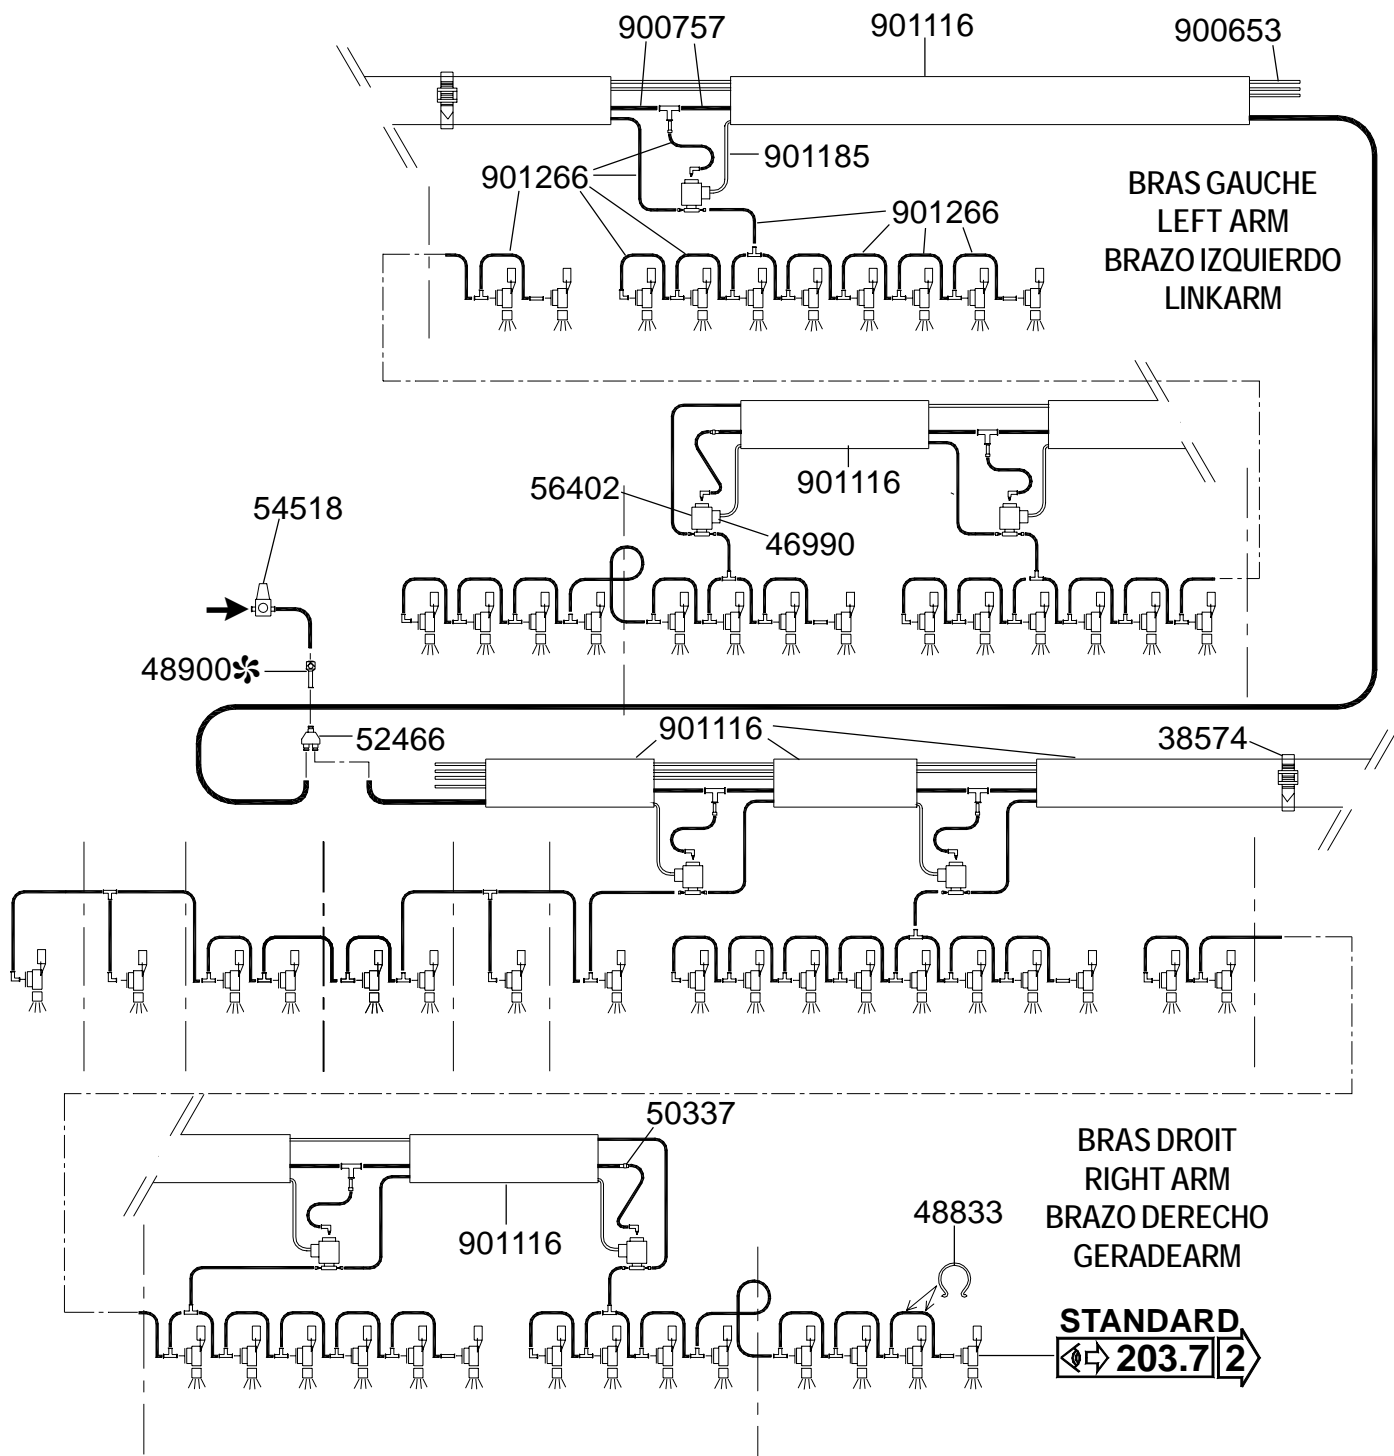 900757
901116
900653
901185
901266
901266
BRAS GAUCHE
LEFT ARM
BRAZO IZQUIERDO
LINKARM
901116
56402
46990
54518
48900
52466
901116
38574
50337
901116
48833
BRAS DROIT
RIGHT ARM
BRAZO DERECHO
GERADEARM
STANDARD
203.7 2